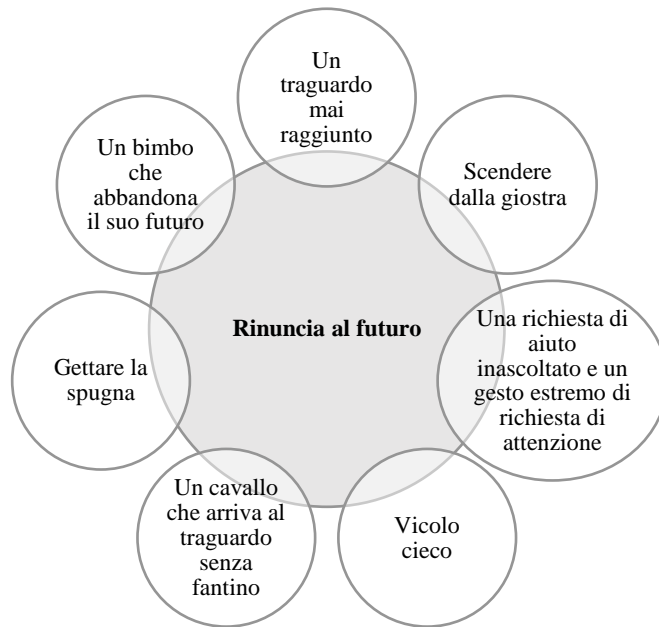 Un
traguardo
mai
raggiunto
Scendere
dalla giostra
Una richiesta di
aiuto
inascoltato e un
gesto estremo di
richiesta di
attenzione
Vicolo
cieco
Un cavallo
che arriva al
traguardo
senza
fantino
Gettare la
spugna
Un bimbo
che
abbandona
il suo futuro
Rinuncia al futuro